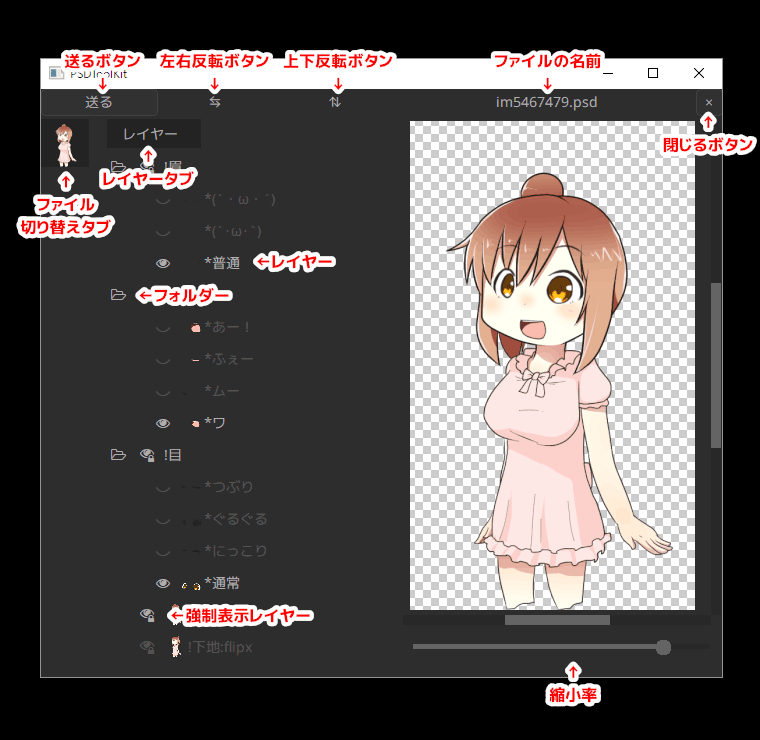 送るボタン 左右反転ボタン 上下反転ボタン ファイルの名前
↓ ↓ ↓ ↓
PSDToolKit
送る ⇆ ⇅ im5467479.psd ×
↑
閉じるボタン
レイヤー
↑
レイヤータブ
!眉
↑
ファイル
切り替えタブ
*(´・ω・`)
*(´･ω･`)
*普通 ←レイヤー
←フォルダー
*あー！
*ふぇー
*ムー
*ワ
!目
*つぶり
*ぐるぐる
*にっこり
*通常
←強制表示レイヤー
!下地:flipx
↑
縮小率